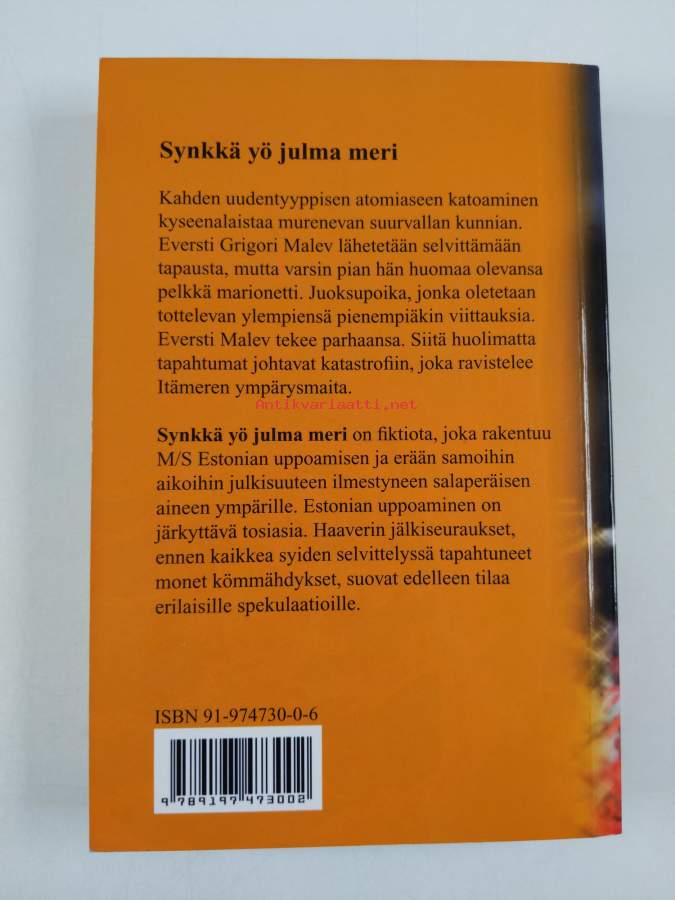 Synkkä yö julma meri
Kahden uudentyyppisen atomiaseen katoaminen
kyseenalaistaa murenevan suurvallan kunnian.
Eversti Grigori Malev lähetetään selvittämään
tapausta, mutta varsin pian hän huomaa olevansa
pelkkä marionetti. Juoksupoika, jonka oletetaan
tottelevan ylempiensä pienempiäkin viittauksia.
Eversti Malev tekee parhaansa. Siitä huolimatta
tapahtumat johtavat katastrofiin, joka ravistelee
Itämeren ympärysmaita.
Antikvariaatti.net
Synkkä yö julma meri on fiktiota, joka rakentuu
M/S Estonian uppoamisen ja erään samoihin
aikoihin julkisuuteen ilmestyneen salaperäisen
aineen ympärille. Estonian uppoaminen on
järkyttävä tosiasia. Haaverin jälkiseuraukset,
ennen kaikkea syiden selvittelyssä tapahtuneet
monet kömmähdykset, suovat edelleen tilaa
erilaisille spekulaatioille.
ISBN 91-974730-0-6
9 789197 473002